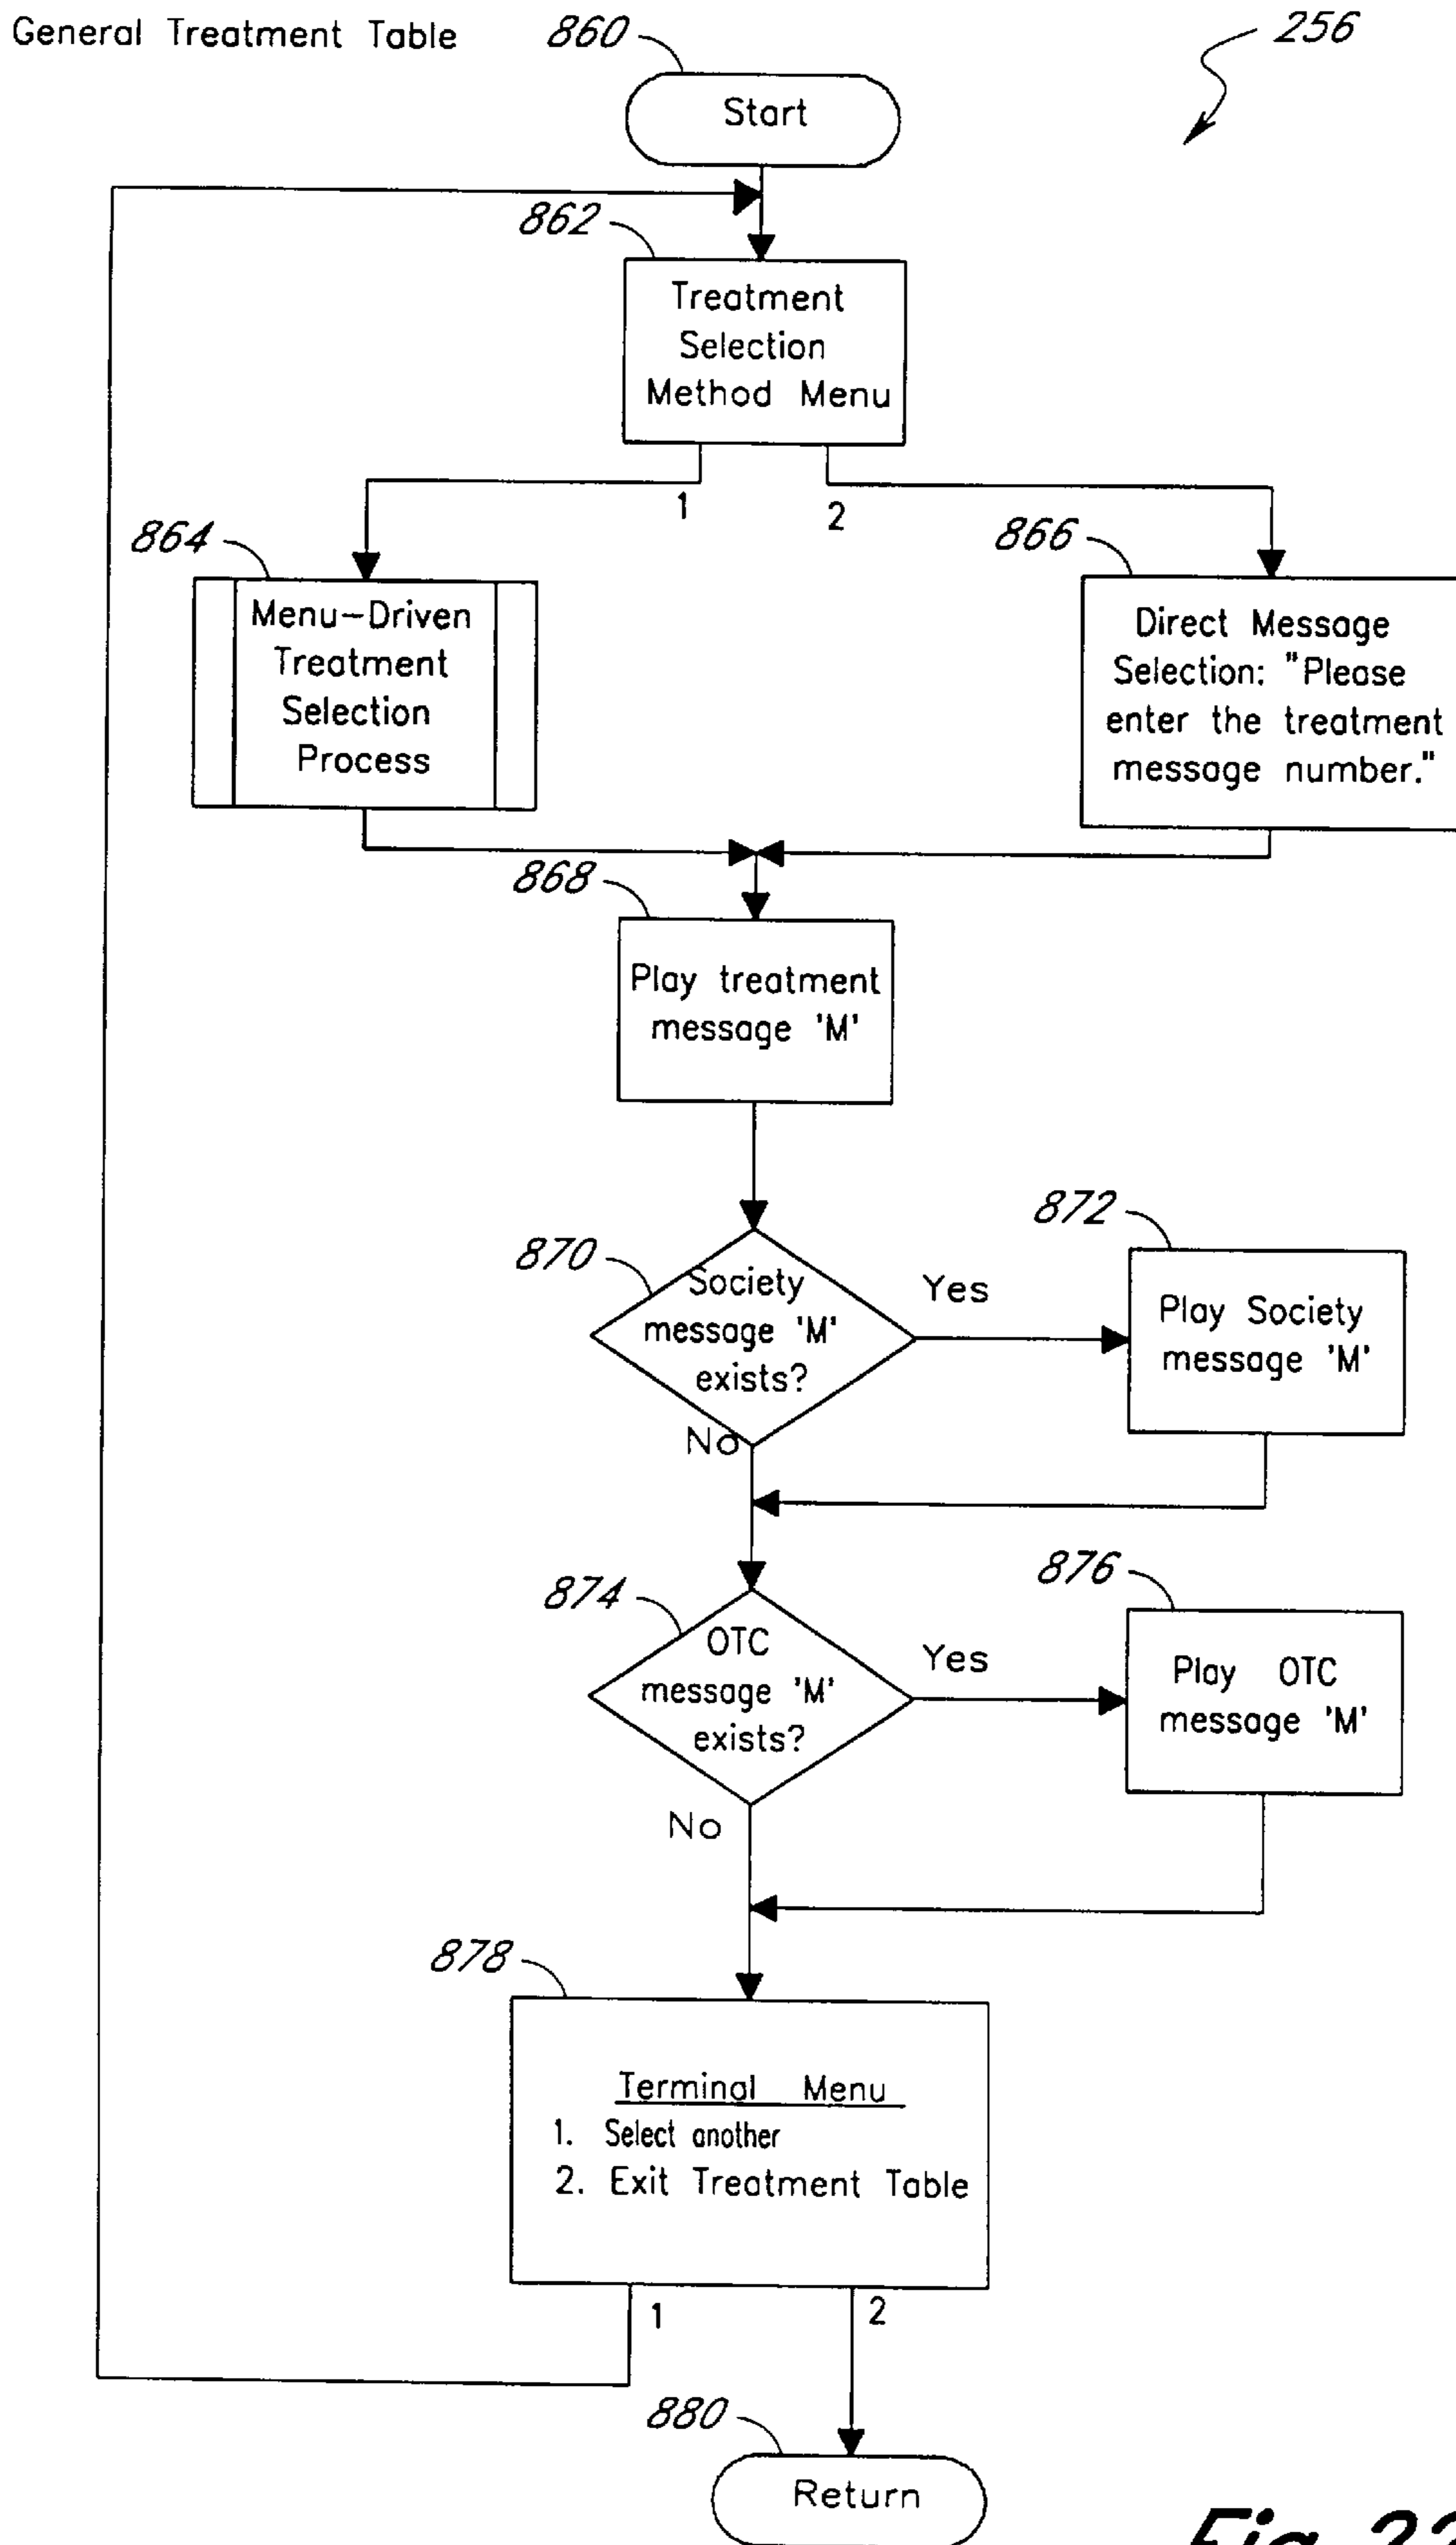 General Treatment Table
860
256
Start
862
Treatment
Selection
Method Menu
1
2
864
866
Menu-Driven
Treatment
Selection
Process
Direct Message
Selection: "Please
enter the treatment
message number."
868
Play treatment
message 'M'
870
Society
message 'M'
exists?
Yes
872
Play Society
message 'M'
No
874
OTC
message 'M'
exists?
Yes
876
Play OTC
message 'M'
No
878
Terminal Menu
1. Select another
2. Exit Treatment Table
1
2
880
Return